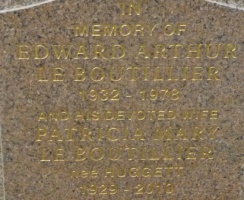 IN
MEMORY OF
EDWARD ARTHUR
LE BOUTILLIER
1932 - 1978
AND HIS DEVOTED WIFE
PATRICIA MARY
LE BOUTILLIER
née HUGGETT
1929 - 2010